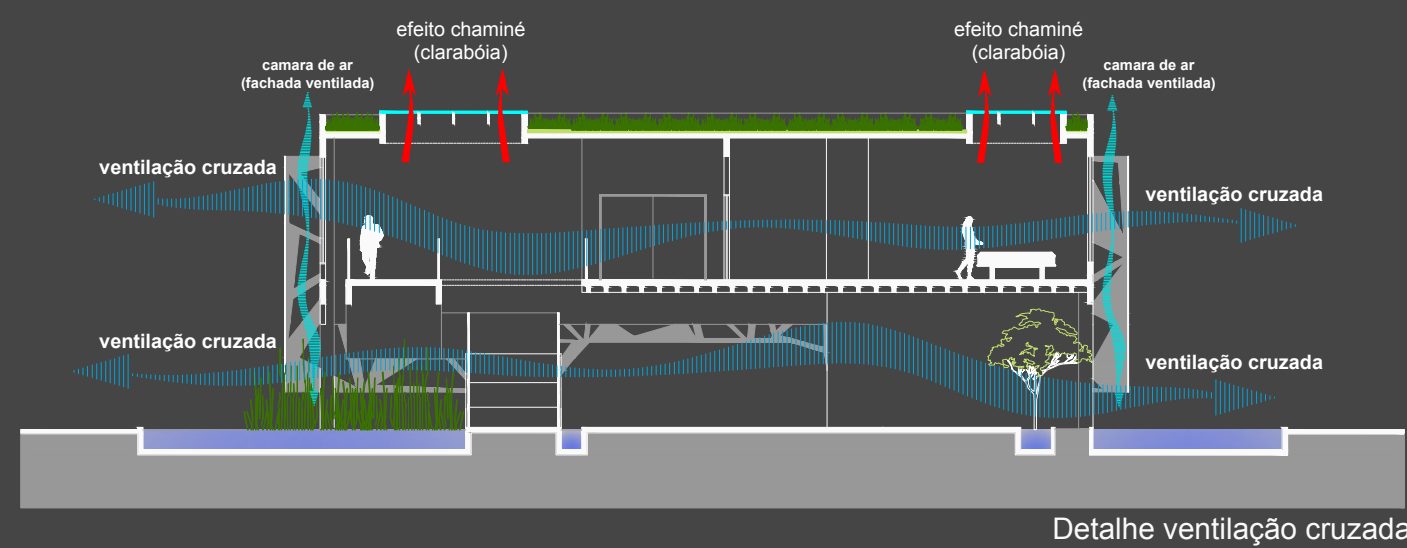 efeito chaminé
(clarabóia)
efeito chaminé
(clarabóia)
camara de ar
(fachada ventilada)
camara de ar
(fachada ventilada)
ventilação cruzada
ventilação cruzada
ventilação cruzada
ventilação cruzada
Detalhe ventilação cruzada